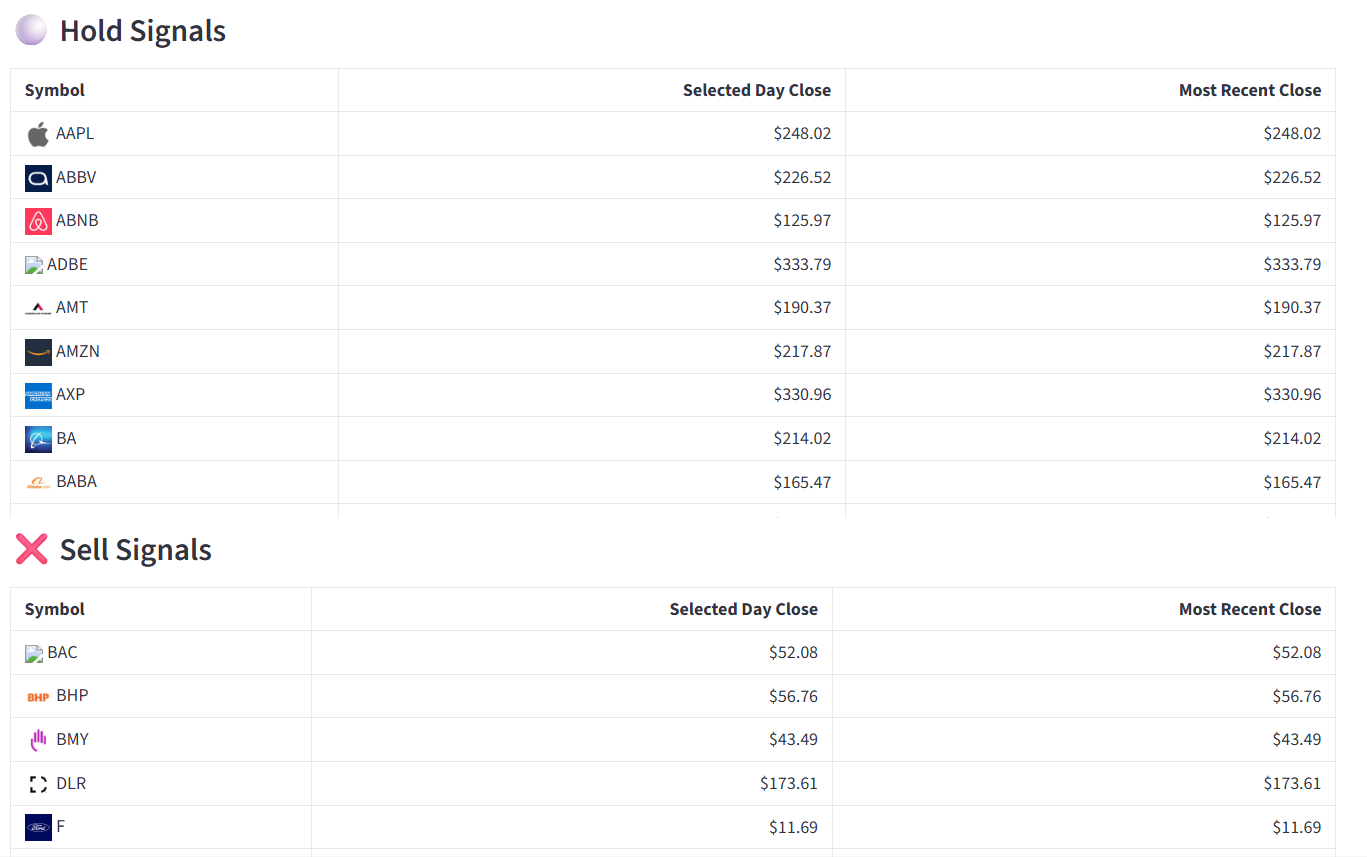 Hold Signals
Symbol Selected Day Close Most Recent Close
AAPL $248.02 $248.02
ABBV $226.52 $226.52
ABNB $125.97 $125.97
ADBE $333.79 $333.79
AMT $190.37 $190.37
AMZN $217.87 $217.87
AXP $330.96 $330.96
BA $214.02 $214.02
BABA $165.47 $165.47
Sell Signals
Symbol Selected Day Close Most Recent Close
BAC $52.08 $52.08
BHP BHP $56.76 $56.76
BMY $43.49 $43.49
DLR $173.61 $173.61
Ford F $11.69 $11.69